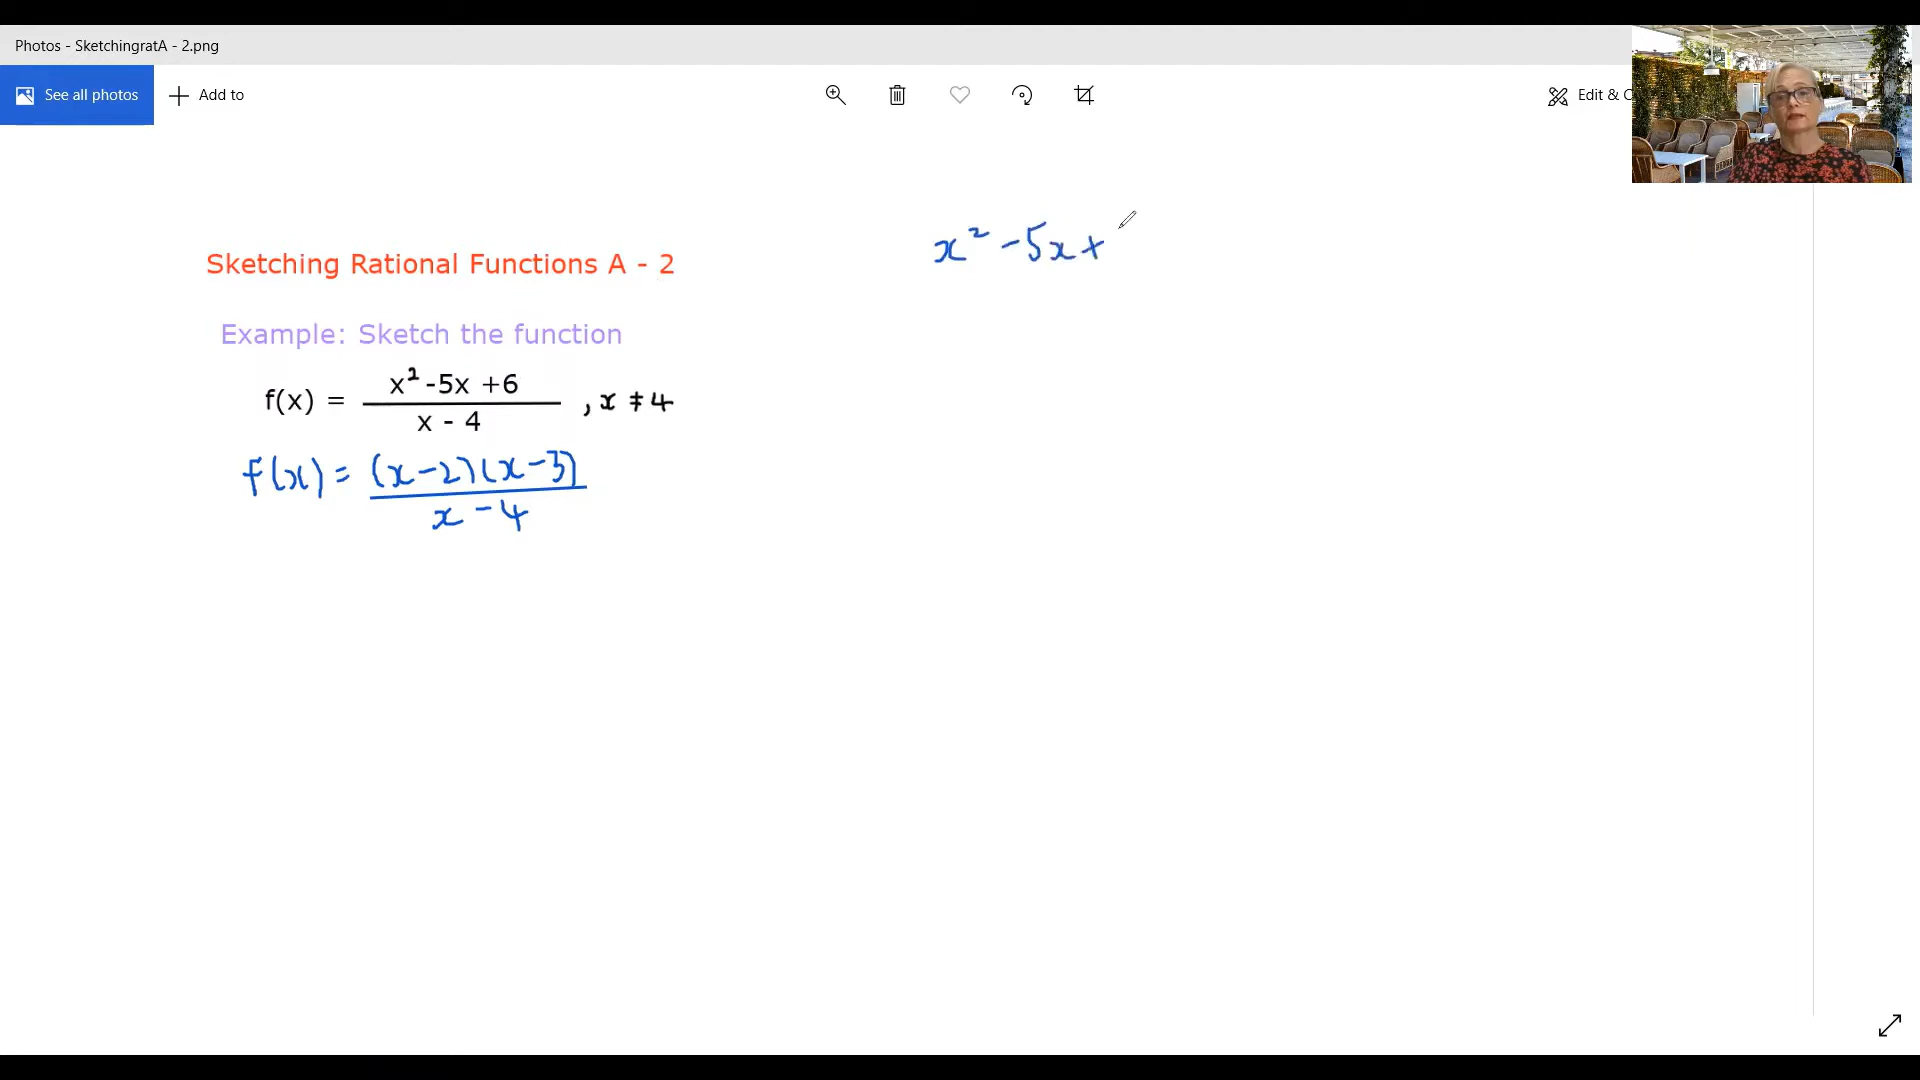 Photos - SketchingratA - 2.png
See all photos
Add to
Edit & C
x² -5x+
Sketching Rational Functions A - 2
Example: Sketch the function
f(x) = x² -5x +6 / x - 4 , x ≠ 4
f(x) = (x-2)(x-3) / x - 4